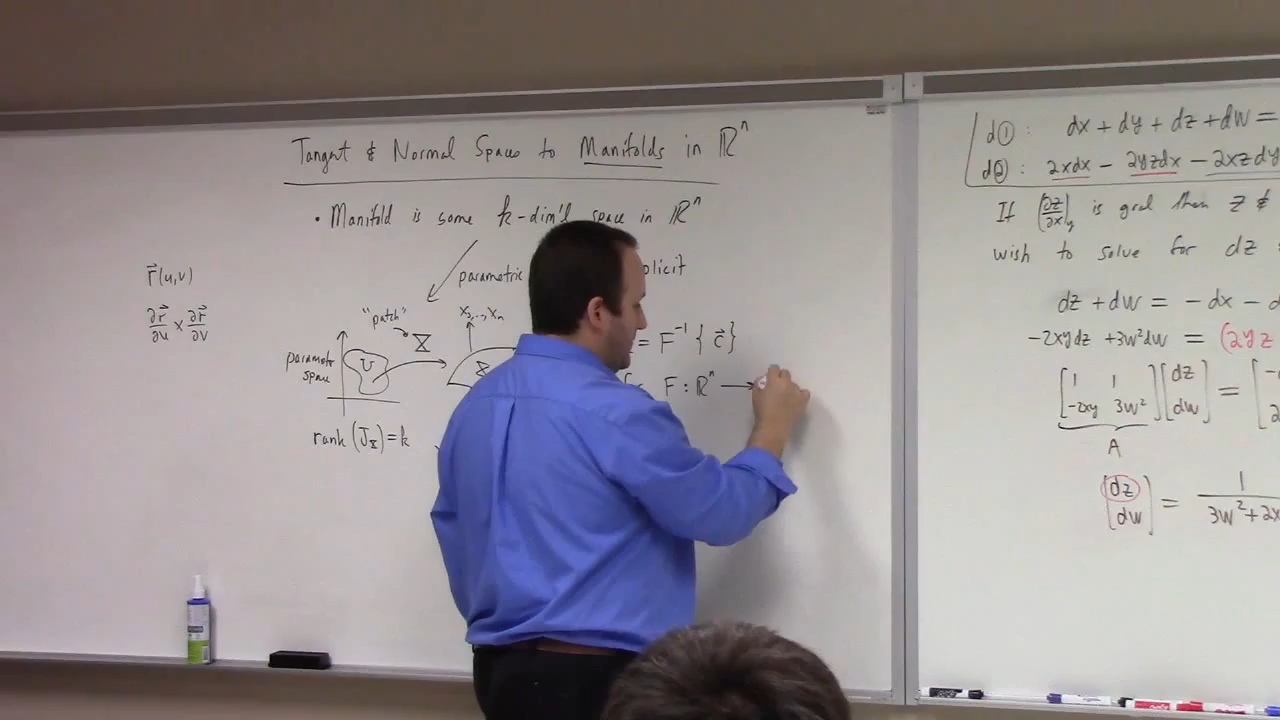 Tangent & Normal Spaces to Manifolds in ℝⁿ
• Manifold is some k-dim'l space in ℝⁿ
parametric
r⃗(u,v)
∂r⃗/∂u × ∂r⃗/∂v
"patch"
X
x₃,…,xₙ
parameter space
U
= F⁻¹{c⃗}
F : ℝⁿ →
rank(J_X) = k
d①: dx + dy + dz + dw =
d②: 2xdx − 2yzdx − 2xzdy
If (∂z/∂x)_y is goal then z &
wish to solve for dz
dz + dw = −dx − d
−2xydz + 3w²dw = (2yz
[1 1; −2xy 3w²][dz; dw] = [
A
[dz; dw] = 1/(3w²+2x